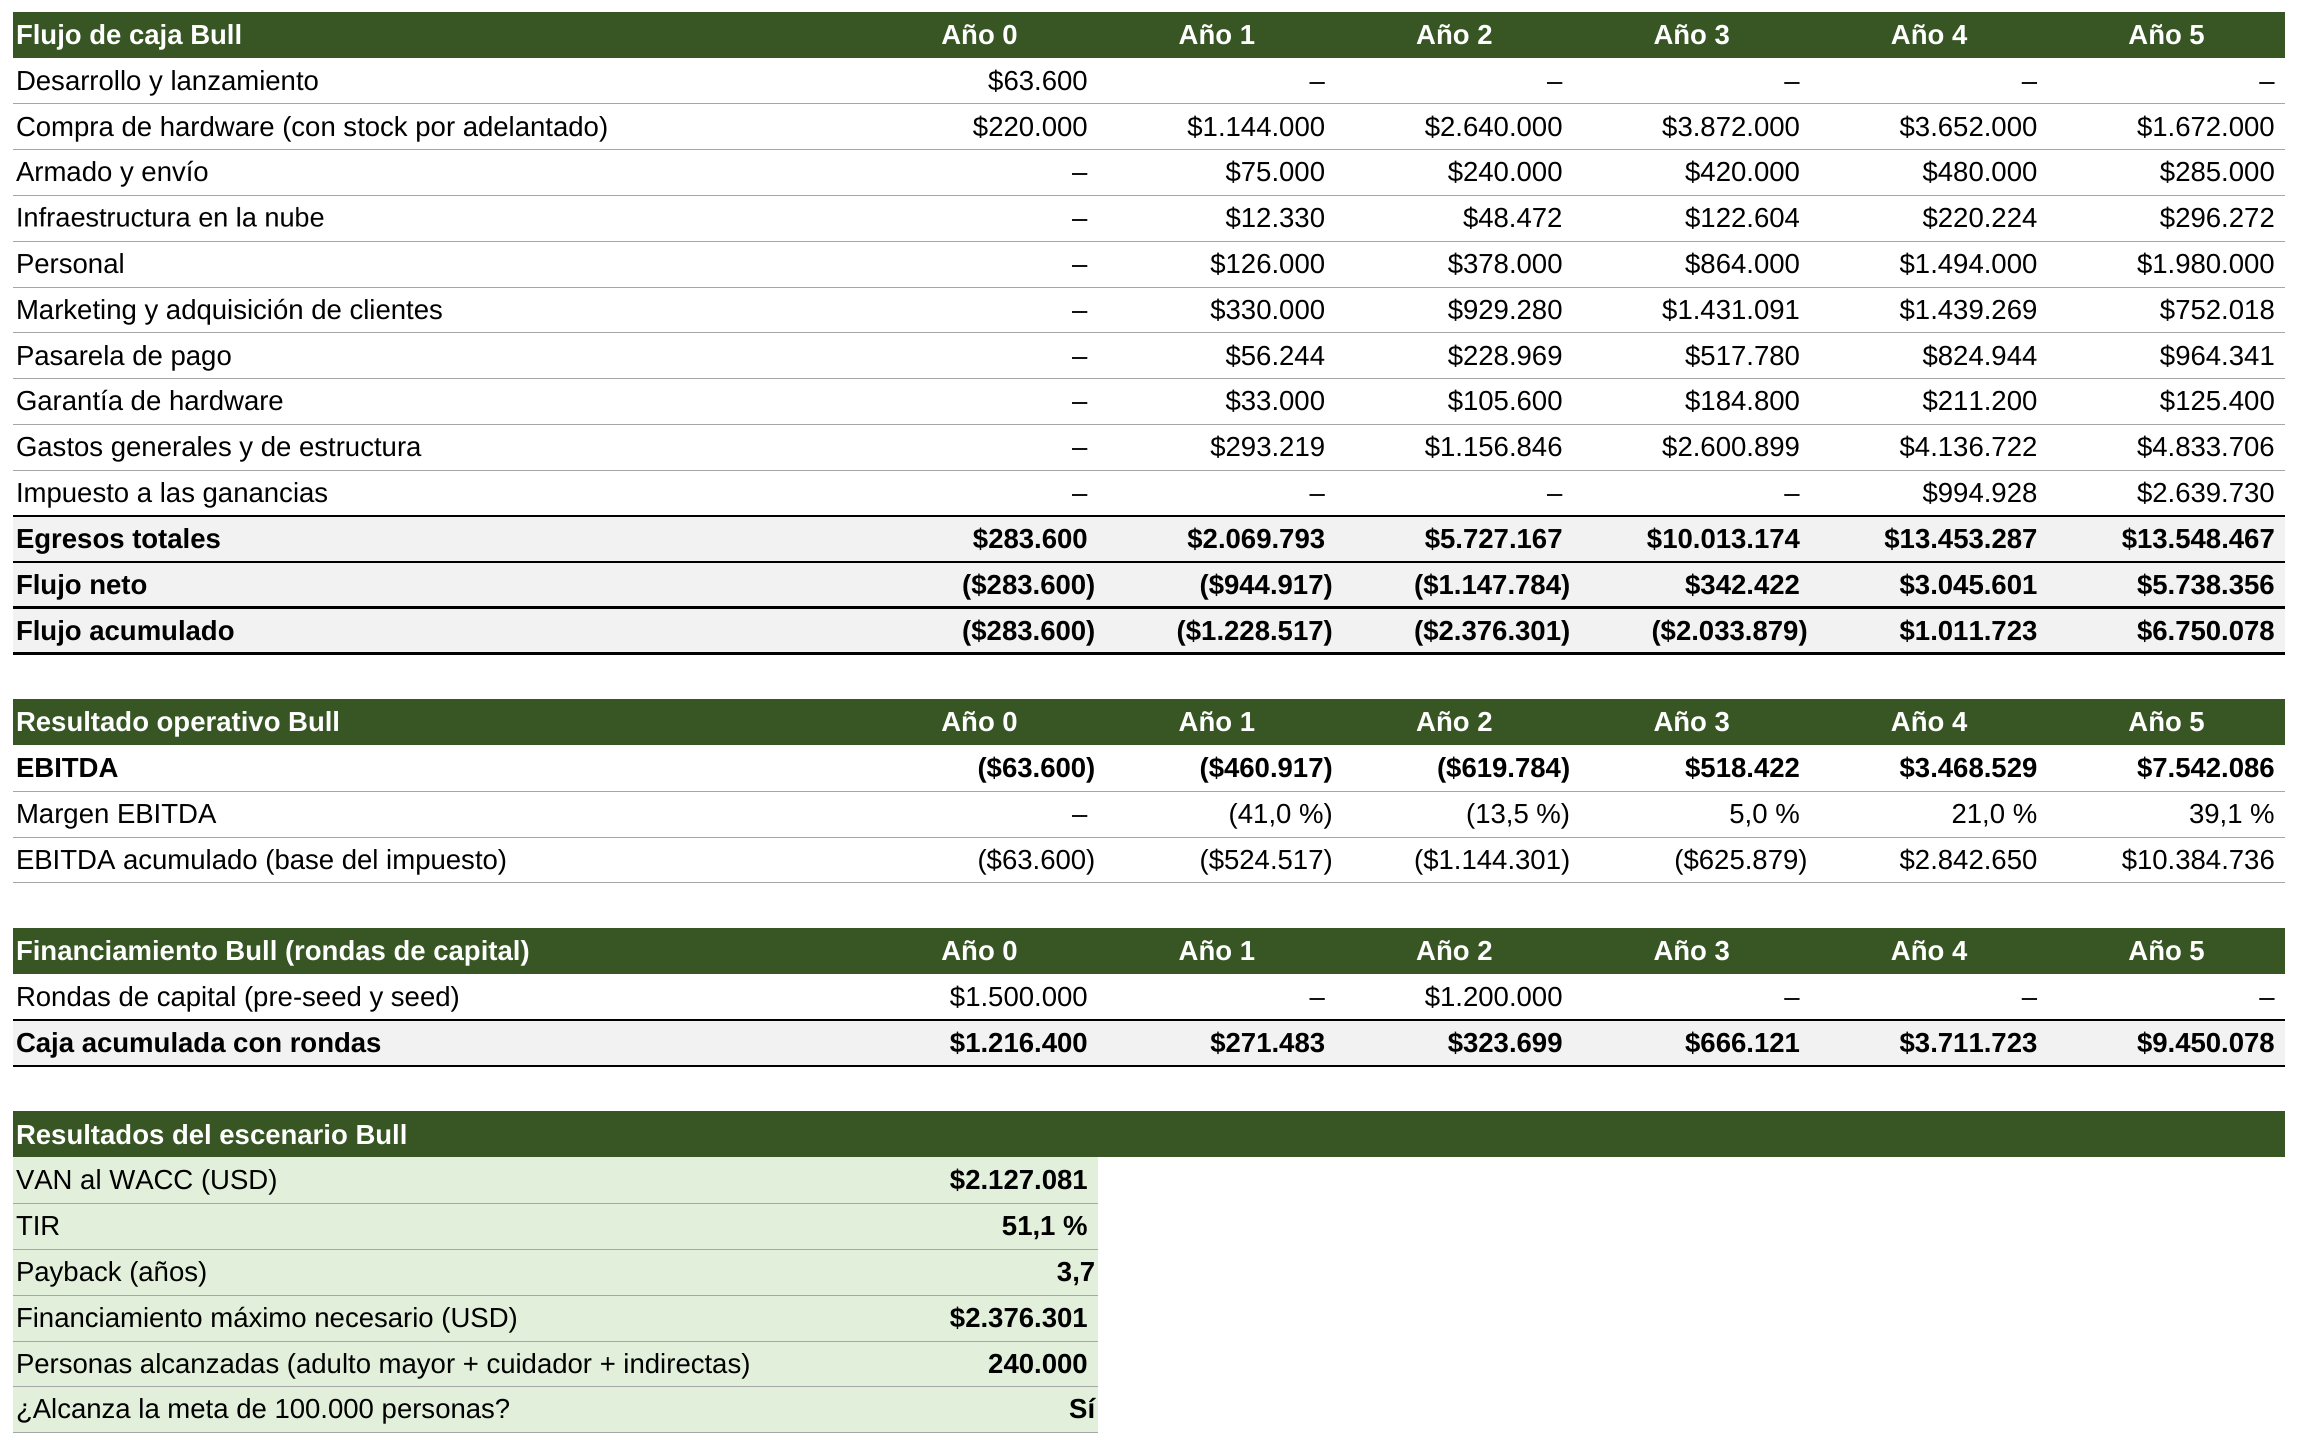 Flujo de caja Bull Año 0 Año 1 Año 2 Año 3 Año 4 Año 5
Desarrollo y lanzamiento $63.600 – – – – –
Compra de hardware (con stock por adelantado) $220.000 $1.144.000 $2.640.000 $3.872.000 $3.652.000 $1.672.000
Armado y envío – $75.000 $240.000 $420.000 $480.000 $285.000
Infraestructura en la nube – $12.330 $48.472 $122.604 $220.224 $296.272
Personal – $126.000 $378.000 $864.000 $1.494.000 $1.980.000
Marketing y adquisición de clientes – $330.000 $929.280 $1.431.091 $1.439.269 $752.018
Pasarela de pago – $56.244 $228.969 $517.780 $824.944 $964.341
Garantía de hardware – $33.000 $105.600 $184.800 $211.200 $125.400
Gastos generales y de estructura – $293.219 $1.156.846 $2.600.899 $4.136.722 $4.833.706
Impuesto a las ganancias – – – – $994.928 $2.639.730
Egresos totales $283.600 $2.069.793 $5.727.167 $10.013.174 $13.453.287 $13.548.467
Flujo neto ($283.600) ($944.917) ($1.147.784) $342.422 $3.045.601 $5.738.356
Flujo acumulado ($283.600) ($1.228.517) ($2.376.301) ($2.033.879) $1.011.723 $6.750.078
Resultado operativo Bull Año 0 Año 1 Año 2 Año 3 Año 4 Año 5
EBITDA ($63.600) ($460.917) ($619.784) $518.422 $3.468.529 $7.542.086
Margen EBITDA – (41,0 %) (13,5 %) 5,0 % 21,0 % 39,1 %
EBITDA acumulado (base del impuesto) ($63.600) ($524.517) ($1.144.301) ($625.879) $2.842.650 $10.384.736
Financiamiento Bull (rondas de capital) Año 0 Año 1 Año 2 Año 3 Año 4 Año 5
Rondas de capital (pre-seed y seed) $1.500.000 – $1.200.000 – – –
Caja acumulada con rondas $1.216.400 $271.483 $323.699 $666.121 $3.711.723 $9.450.078
Resultados del escenario Bull
VAN al WACC (USD) $2.127.081
TIR 51,1 %
Payback (años) 3,7
Financiamiento máximo necesario (USD) $2.376.301
Personas alcanzadas (adulto mayor + cuidador + indirectas) 240.000
¿Alcanza la meta de 100.000 personas? Sí